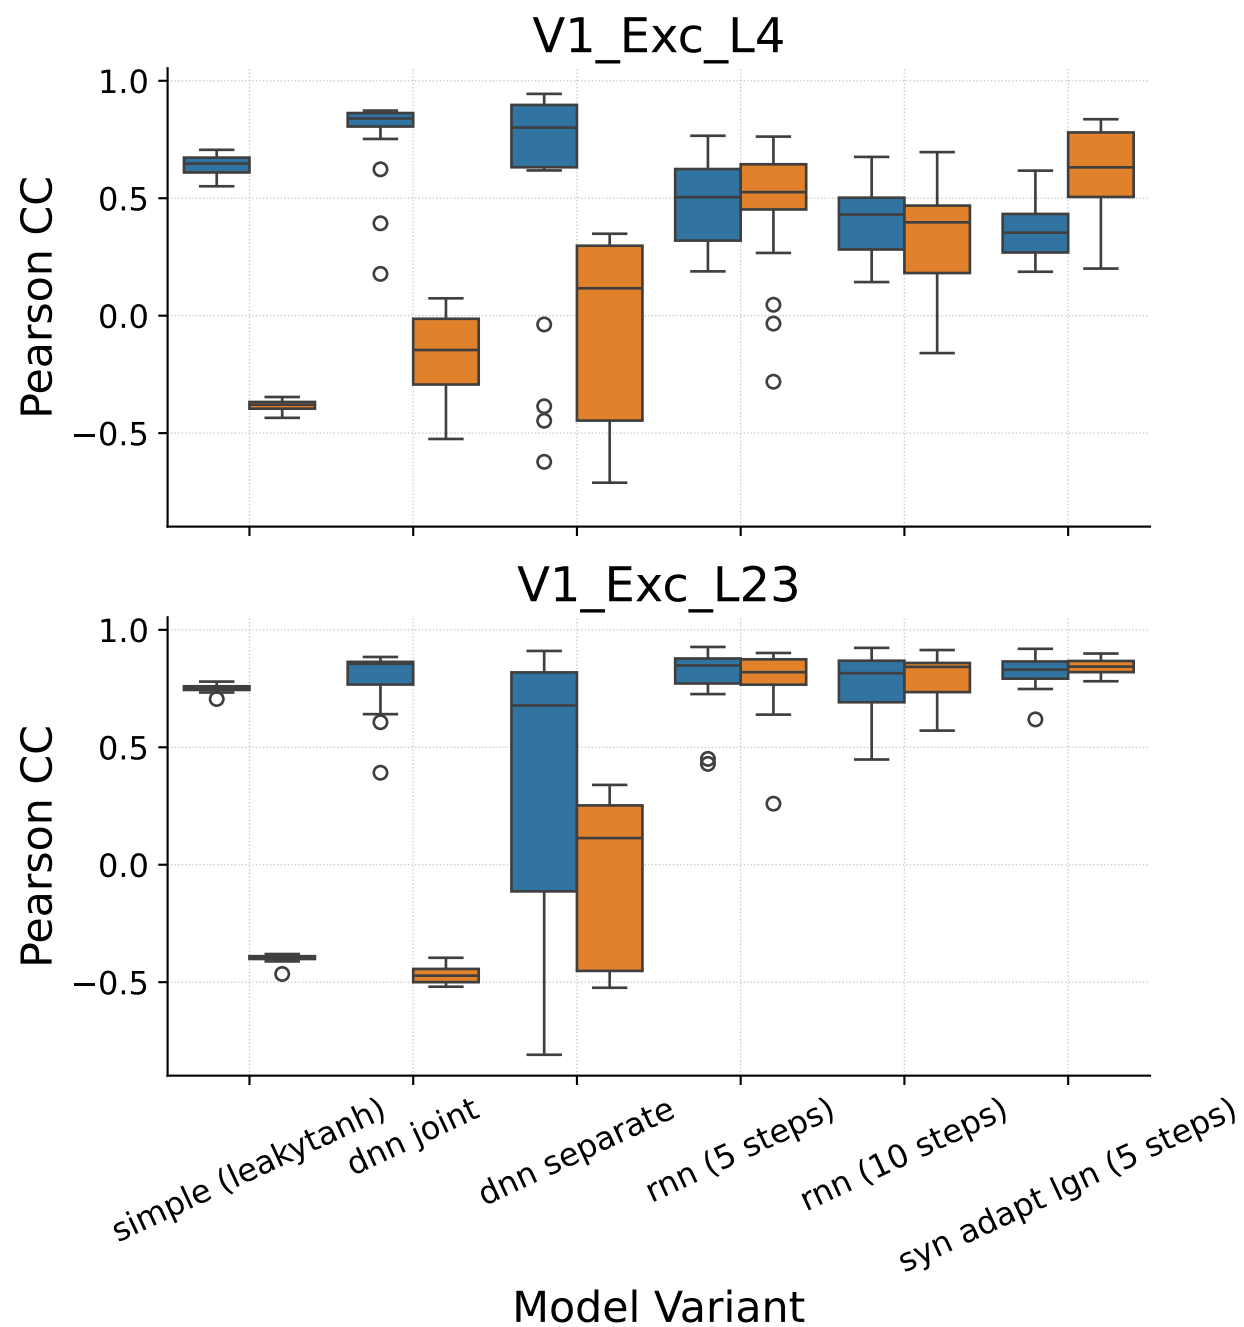 V1_Exc_L4
Pearson CC
1.0
0.5
0.0
−0.5
V1_Exc_L23
Pearson CC
1.0
0.5
0.0
−0.5
simple (leakytanh)
dnn joint
dnn separate
rnn (5 steps)
rnn (10 steps)
syn adapt lgn (5 steps)
Model Variant